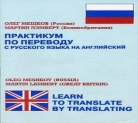 ОЛЕГ МЕШКОВ (Россия)
МАРТИН ЛЭМБЕРТ (Великобритания)
ПРАКТИКУМ
ПО ПЕРЕВОДУ
С РУССКОГО ЯЗЫКА НА АНГЛИЙСКИЙ
OLEG MESHKOV (RUSSIA)
MARTIN LAMBERT (GREAT BRITAIN)
LEARN
TO TRANSLATE
BY TRANSLATING